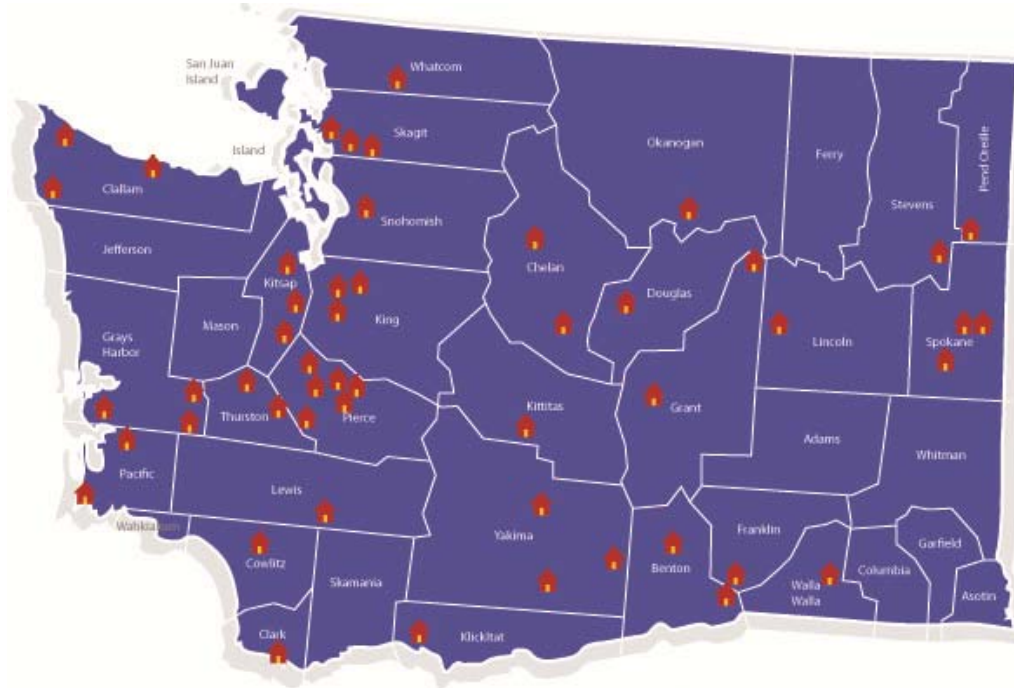 San Juan
Island
Whatcom
Skagit
Island
Okanogan
Ferry
Stevens
Pend Oreille
Clallam
Snohomish
Jefferson
Chelan
Kitsap
Douglas
Mason
King
Grays
Harbor
Lincoln
Spokane
Thurston
Pierce
Kittitas
Grant
Adams
Whitman
Pacific
Lewis
Wahkiakum
Yakima
Franklin
Garfield
Cowlitz
Skamania
Benton
Walla
Walla
Columbia
Asotin
Clark
Klickitat